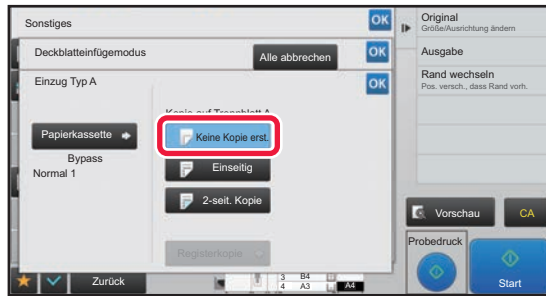 Sonstiges
OK
Deckblatteinfügemodus
Alle abbrechen
OK
Einzug Typ A
OK
Kopie auf Trennblatt A
Papierkassette
Bypass
Normal 1
Keine Kopie erst.
Einseitig
2-seit. Kopie
Registerkopie
Zurück
3 B4
4 A3
A4
Original
Größe/Ausrichtung ändern
Ausgabe
Rand wechseln
Pos. versch., dass Rand vorh.
Vorschau
CA
Probedruck
Start